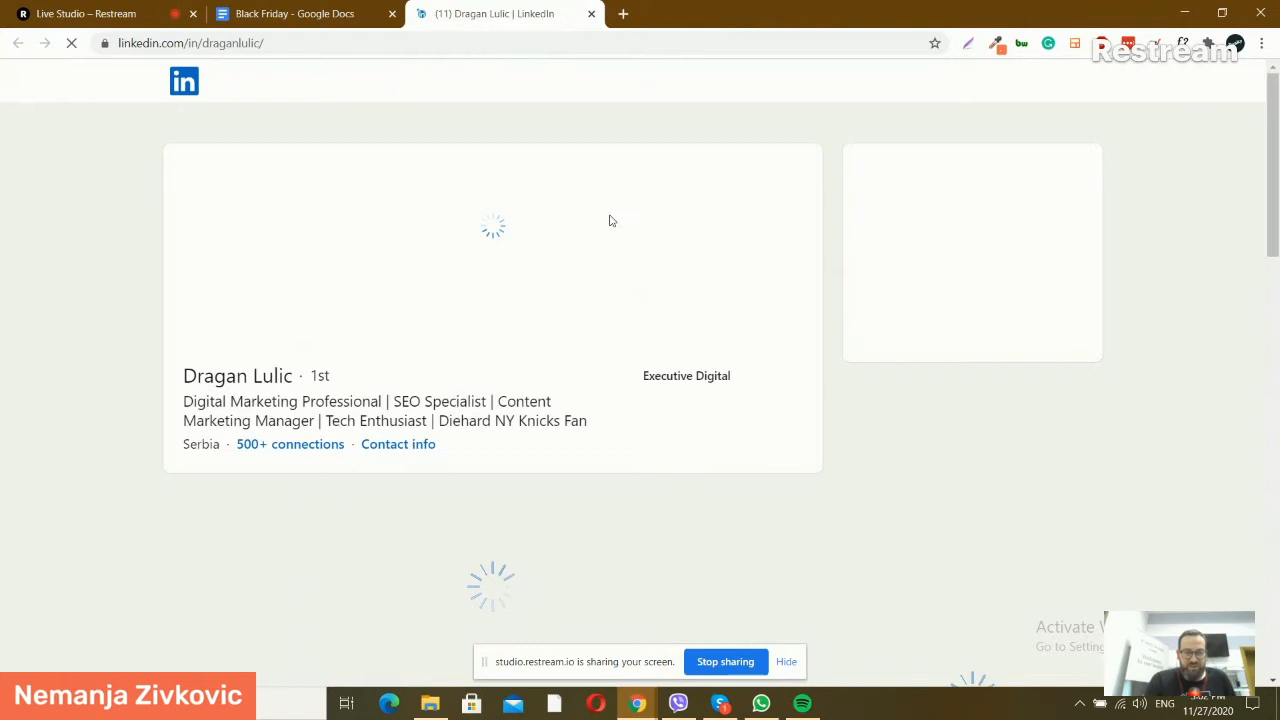 Live Studio – Restream
Black Friday - Google Docs
(11) Dragan Lulic | LinkedIn
linkedin.com/in/draganlulic/
bw
f?
Restream
in
Dragan Lulic · 1st
Executive Digital
Digital Marketing Professional | SEO Specialist | Content
Marketing Manager | Tech Enthusiast | Diehard NY Knicks Fan
Serbia · 500+ connections · Contact info
Activate
Go to Setting
studio.restream.io is sharing your screen.
Stop sharing
Hide
Nemanja Zivkovic
ENG
11/27/2020